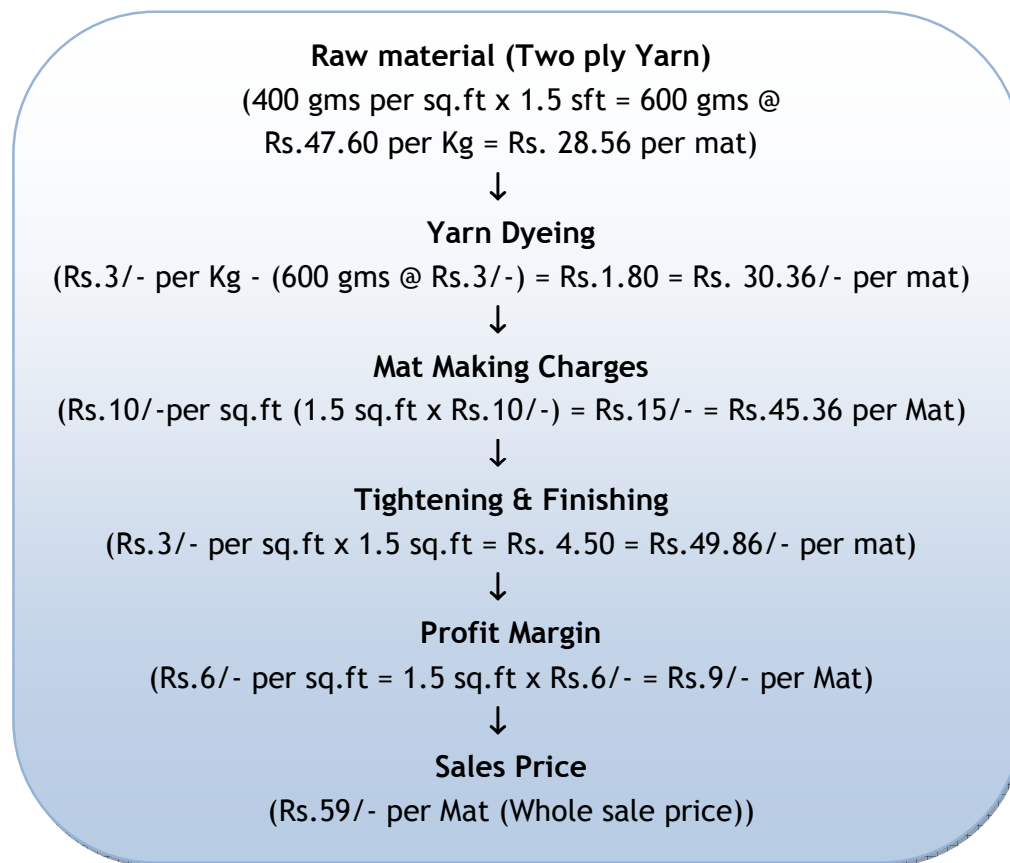 Raw material (Two ply Yarn)
(400 gms per sq.ft x 1.5 sft = 600 gms @
Rs.47.60 per Kg = Rs. 28.56 per mat)
↓
Yarn Dyeing
(Rs.3/- per Kg - (600 gms @ Rs.3/-) = Rs.1.80 = Rs. 30.36/- per mat)
↓
Mat Making Charges
(Rs.10/-per sq.ft (1.5 sq.ft x Rs.10/-) = Rs.15/- = Rs.45.36 per Mat)
↓
Tightening & Finishing
(Rs.3/- per sq.ft x 1.5 sq.ft = Rs. 4.50 = Rs.49.86/- per mat)
↓
Profit Margin
(Rs.6/- per sq.ft = 1.5 sq.ft x Rs.6/- = Rs.9/- per Mat)
↓
Sales Price
(Rs.59/- per Mat (Whole sale price))